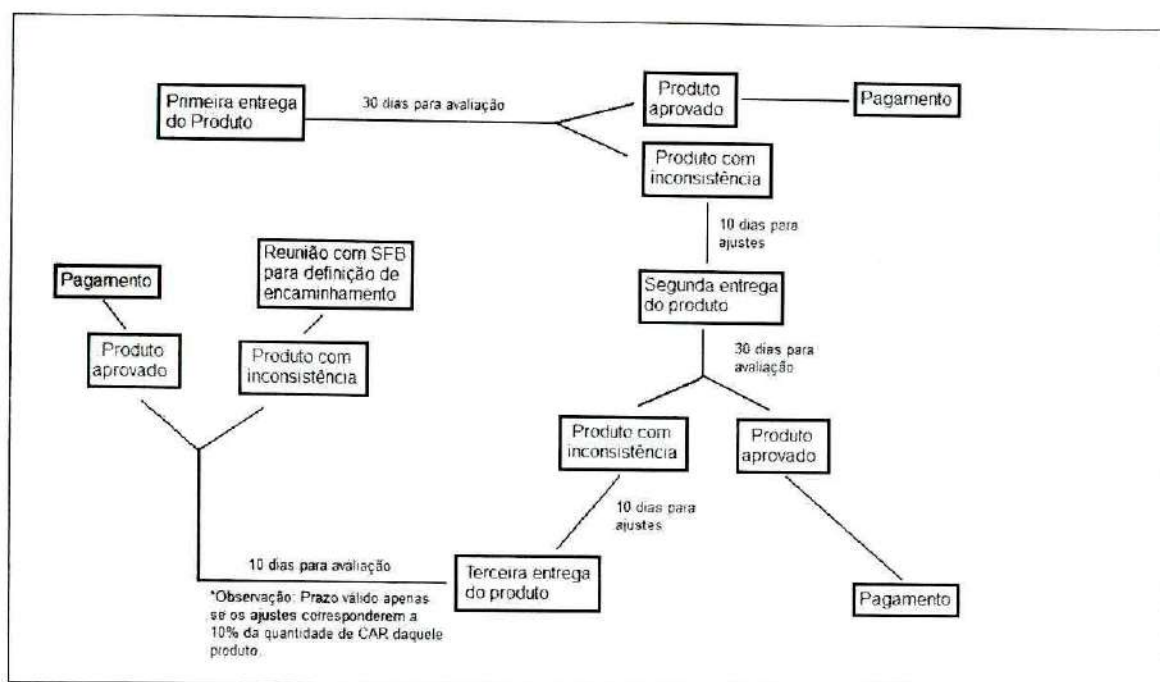 Primeira entrega
do Produto
30 dias para avaliação
Produto
aprovado
Pagamento
Produto com
inconsistência
10 dias para
ajustes
Segunda entrega
do produto
30 dias para
avaliação
Produto com
inconsistência
Produto
aprovado
Pagamento
10 dias para
ajustes
Terceira entrega
do produto
10 dias para avaliação
*Observação: Prazo válido apenas
se os ajustes corresponderem a
10% da quantidade de CAR daquele
produto.
Produto
aprovado
Pagamento
Produto com
inconsistência
Reunião com SFB
para definição de
encaminhamento